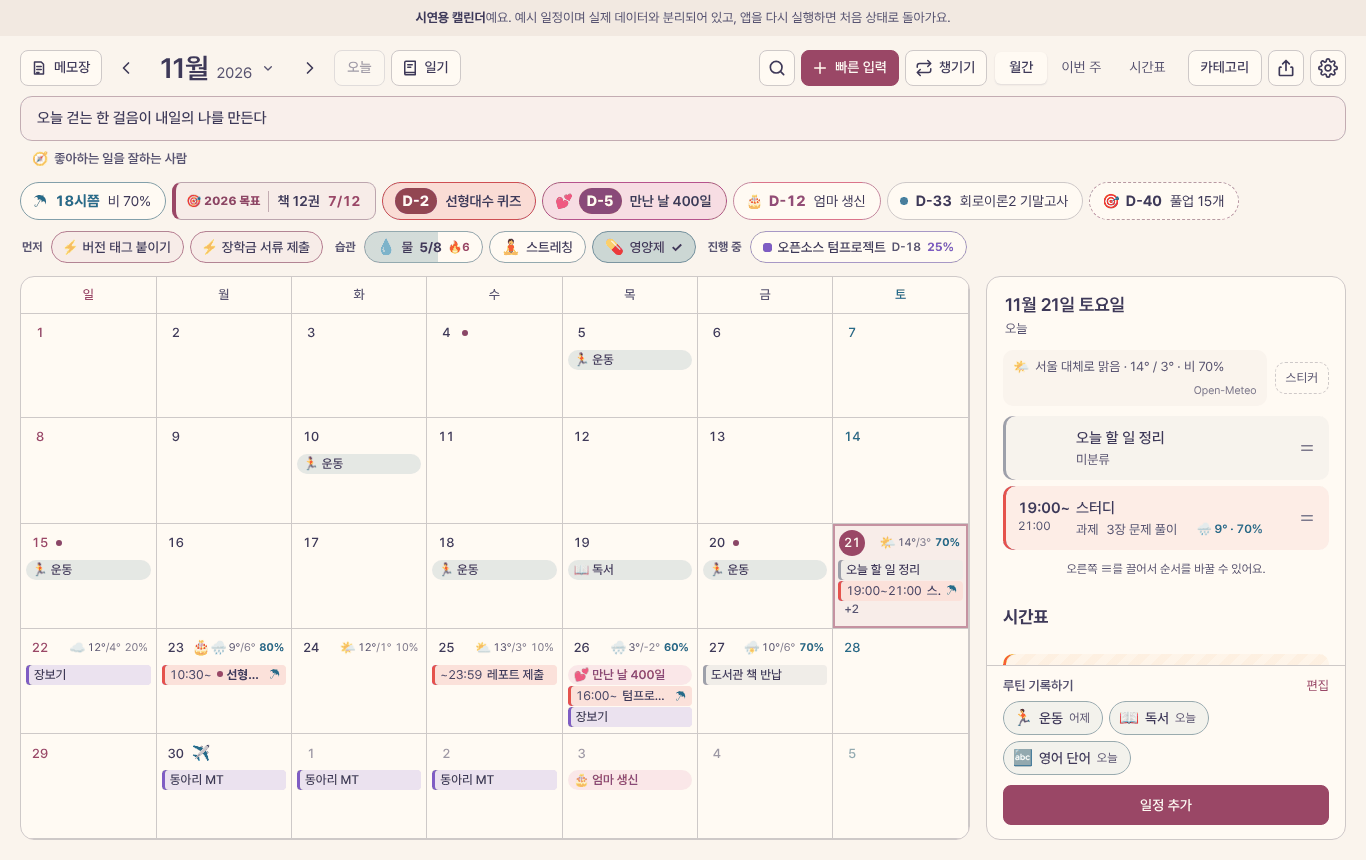 시연용 캘린더예요. 예시 일정이며 실제 데이터와 분리되어 있고, 앱을 다시 실행하면 처음 상태로 돌아가요.
메모장 11월 2026 오늘 일기 빠른 입력 챙기기 월간 이번 주 시간표 카테고리
오늘 걷는 한 걸음이 내일의 나를 만든다
좋아하는 일을 잘하는 사람
18시쯤 비 70% 2026 목표 책 12권 7/12 D-2 선형대수 퀴즈 D-5 만난 날 400일 D-12 엄마 생신 D-33 회로이론2 기말고사 D-40 풀업 15개
먼저 버전 태그 붙이기 장학금 서류 제출 습관 물 5/8 6 스트레칭 영양제 진행 중 오픈소스 텀프로젝트 D-18 25%
일 월 화 수 목 금 토
1 2 3 4 5 6 7
운동
8 9 10 11 12 13 14
운동
15 16 17 18 19 20 21 14°/3° 70%
운동 운동 독서 운동 오늘 할 일 정리
19:00~21:00 스.
+2
22 12°/4° 20% 23 9°/6° 80% 24 12°/1° 10% 25 13°/3° 10% 26 3°/-2° 60% 27 10°/6° 70% 28
장보기 10:30~ 선형... ~23:59 레포트 제출 만난 날 400일 도서관 책 반납
16:00~ 텀프로...
장보기
29 30 1 2 3 4 5
동아리 MT 동아리 MT 동아리 MT 엄마 생신
11월 21일 토요일
오늘
서울 대체로 맑음 · 14° / 3° · 비 70%
Open-Meteo
스티커
오늘 할 일 정리
미분류
19:00~ 스터디
21:00 과제 3장 문제 풀이 9° · 70%
오른쪽 ≡를 끌어서 순서를 바꿀 수 있어요.
시간표
루틴 기록하기 편집
운동 어제 독서 오늘
abc 영어 단어 오늘
일정 추가